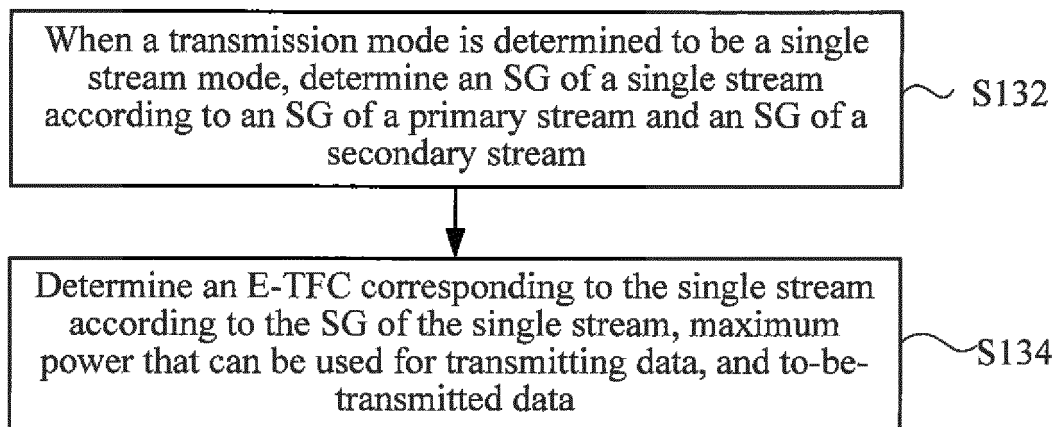 When a transmission mode is determined to be a single
stream mode, determine an SG of a single stream
according to an SG of a primary stream and an SG of a
secondary stream
S132
Determine an E-TFC corresponding to the single stream
according to the SG of the single stream, maximum
power that can be used for transmitting data, and to-be-
transmitted data
S134